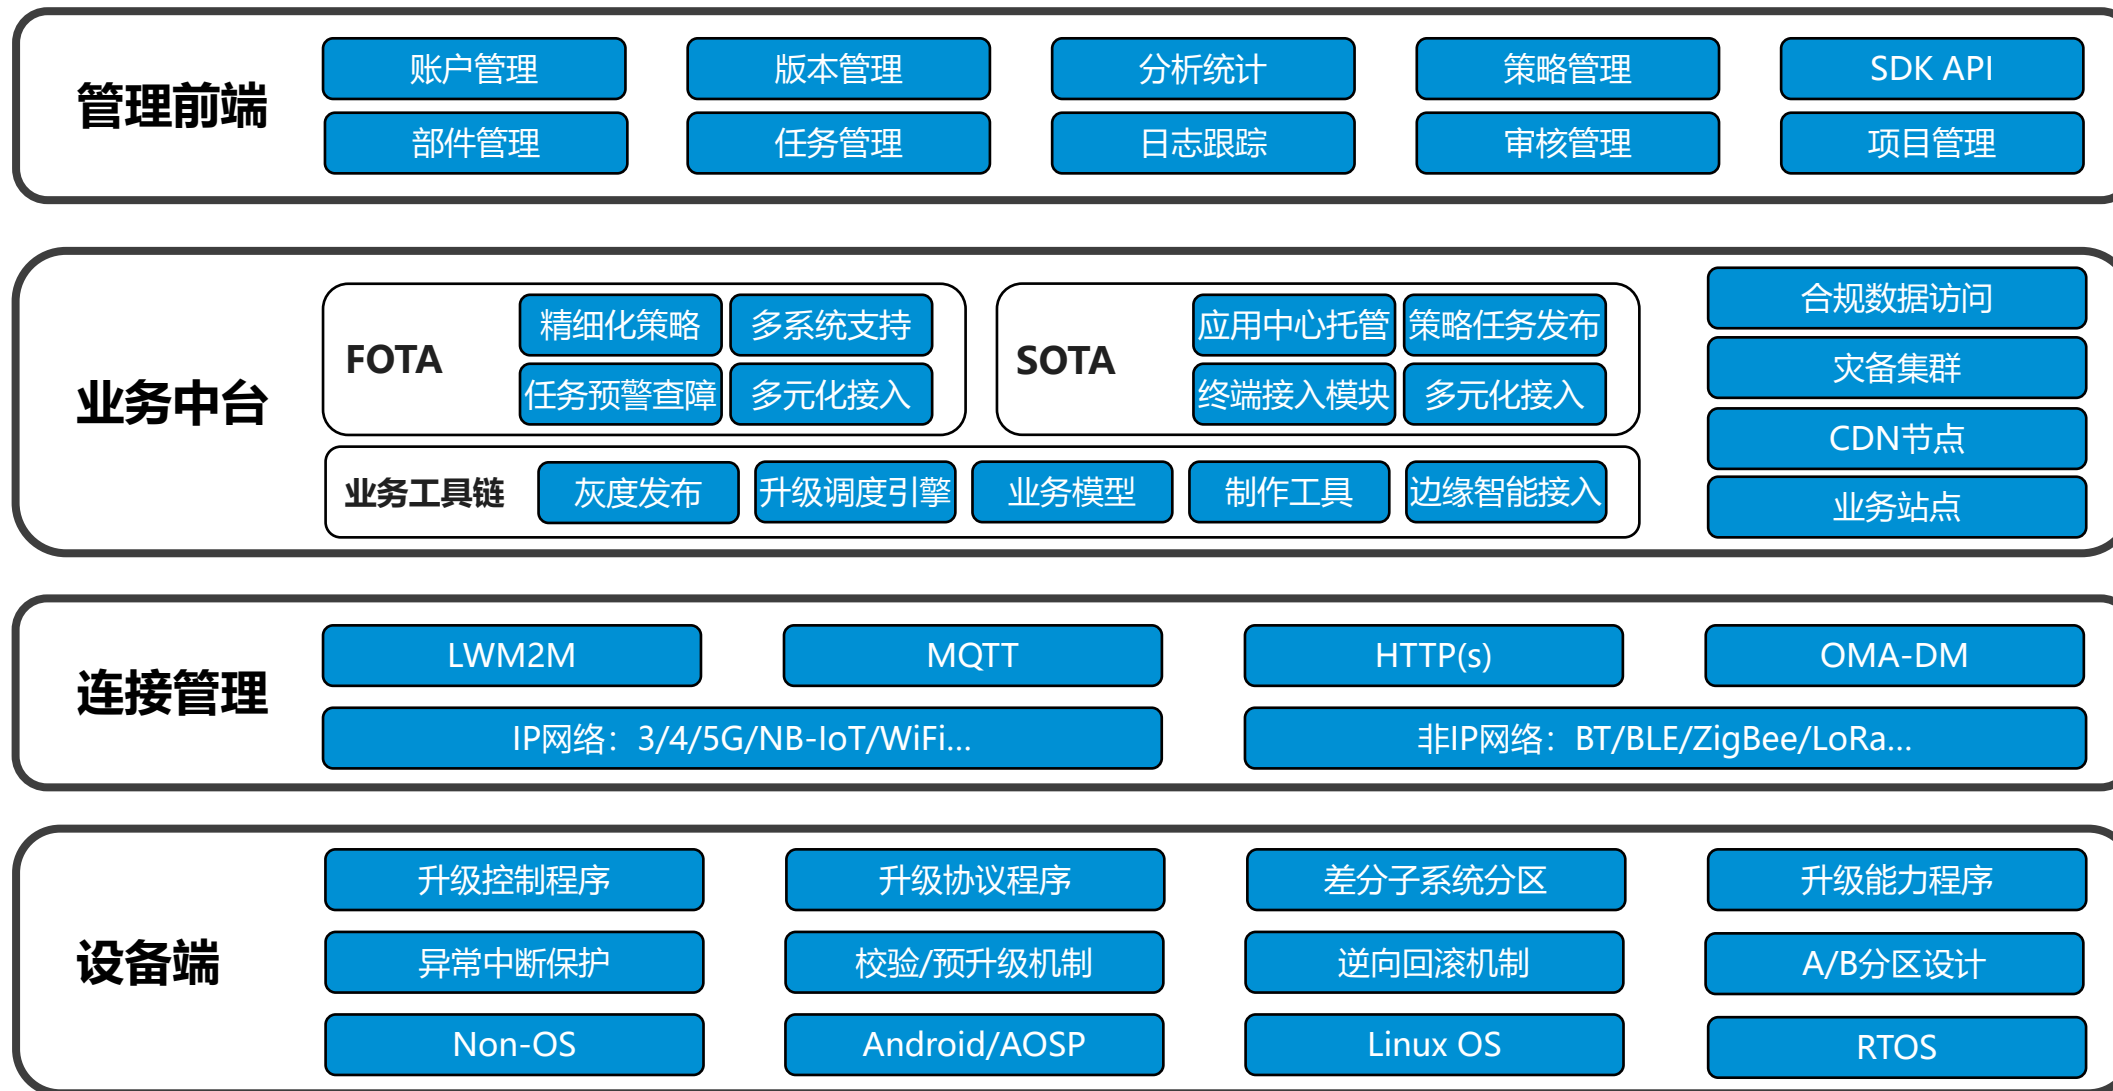 管理前端
账户管理
版本管理
分析统计
策略管理
SDK API
部件管理
任务管理
日志跟踪
审核管理
项目管理
业务中台
FOTA
精细化策略
多系统支持
任务预警查障
多元化接入
SOTA
应用中心托管
策略任务发布
终端接入模块
多元化接入
业务工具链
灰度发布
升级调度引擎
业务模型
制作工具
边缘智能接入
合规数据访问
灾备集群
CDN节点
业务站点
连接管理
LWM2M
MQTT
HTTP(s)
OMA-DM
IP网络：3/4/5G/NB-IoT/WiFi...
非IP网络：BT/BLE/ZigBee/LoRa...
设备端
升级控制程序
升级协议程序
差分子系统分区
升级能力程序
异常中断保护
校验/预升级机制
逆向回滚机制
A/B分区设计
Non-OS
Android/AOSP
Linux OS
RTOS